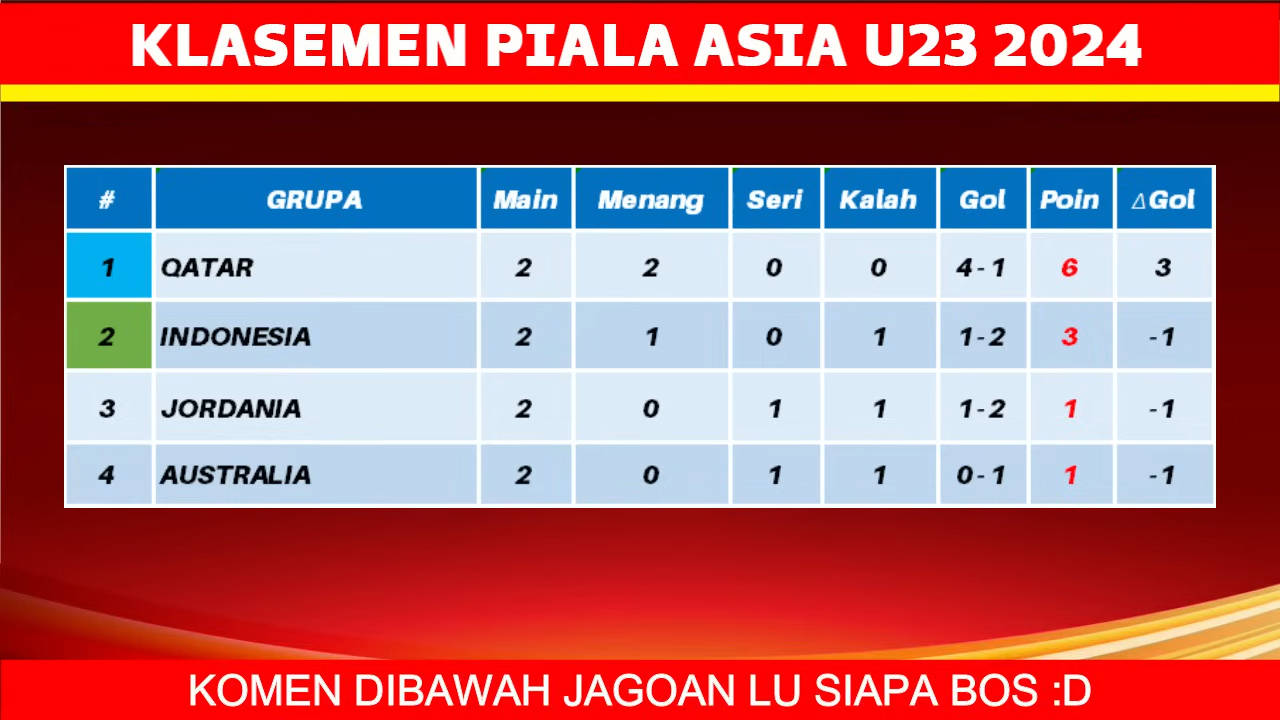 KLASEMEN PIALA ASIA U23 2024
# GRUPA Main Menang Seri Kalah Gol Poin △Gol
1 QATAR 2 2 0 0 4-1 6 3
2 INDONESIA 2 1 0 1 1-2 3 -1
3 JORDANIA 2 0 1 1 1-2 1 -1
4 AUSTRALIA 2 0 1 1 0-1 1 -1
KOMEN DIBAWAH JAGOAN LU SIAPA BOS :D